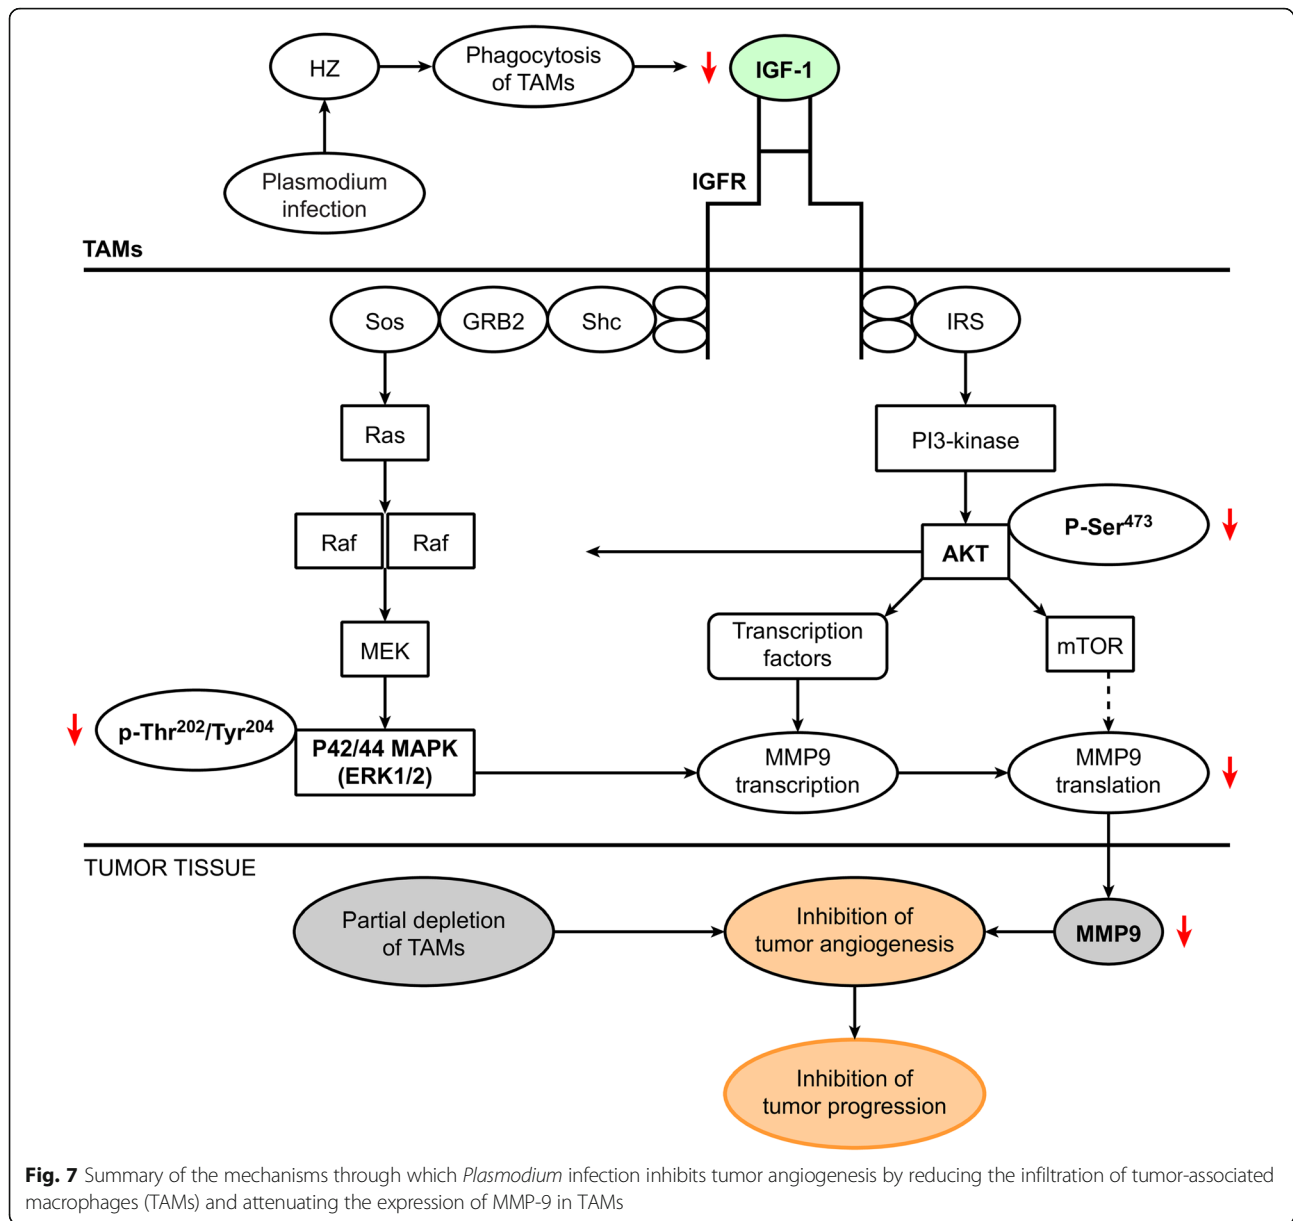 HZ
Phagocytosis
of TAMs
IGF-1
Plasmodium
infection
IGFR
TAMs
Sos
GRB2
Shc
IRS
Ras
PI3-kinase
Raf
Raf
AKT
P-Ser473
MEK
Transcription
factors
mTOR
p-Thr202/Tyr204
P42/44 MAPK
(ERK1/2)
MMP9
transcription
MMP9
translation
TUMOR TISSUE
Partial depletion
of TAMs
Inhibition of
tumor angiogenesis
MMP9
Inhibition of
tumor progression
Fig. 7 Summary of the mechanisms through which Plasmodium infection inhibits tumor angiogenesis by reducing the infiltration of tumor-associated
macrophages (TAMs) and attenuating the expression of MMP-9 in TAMs